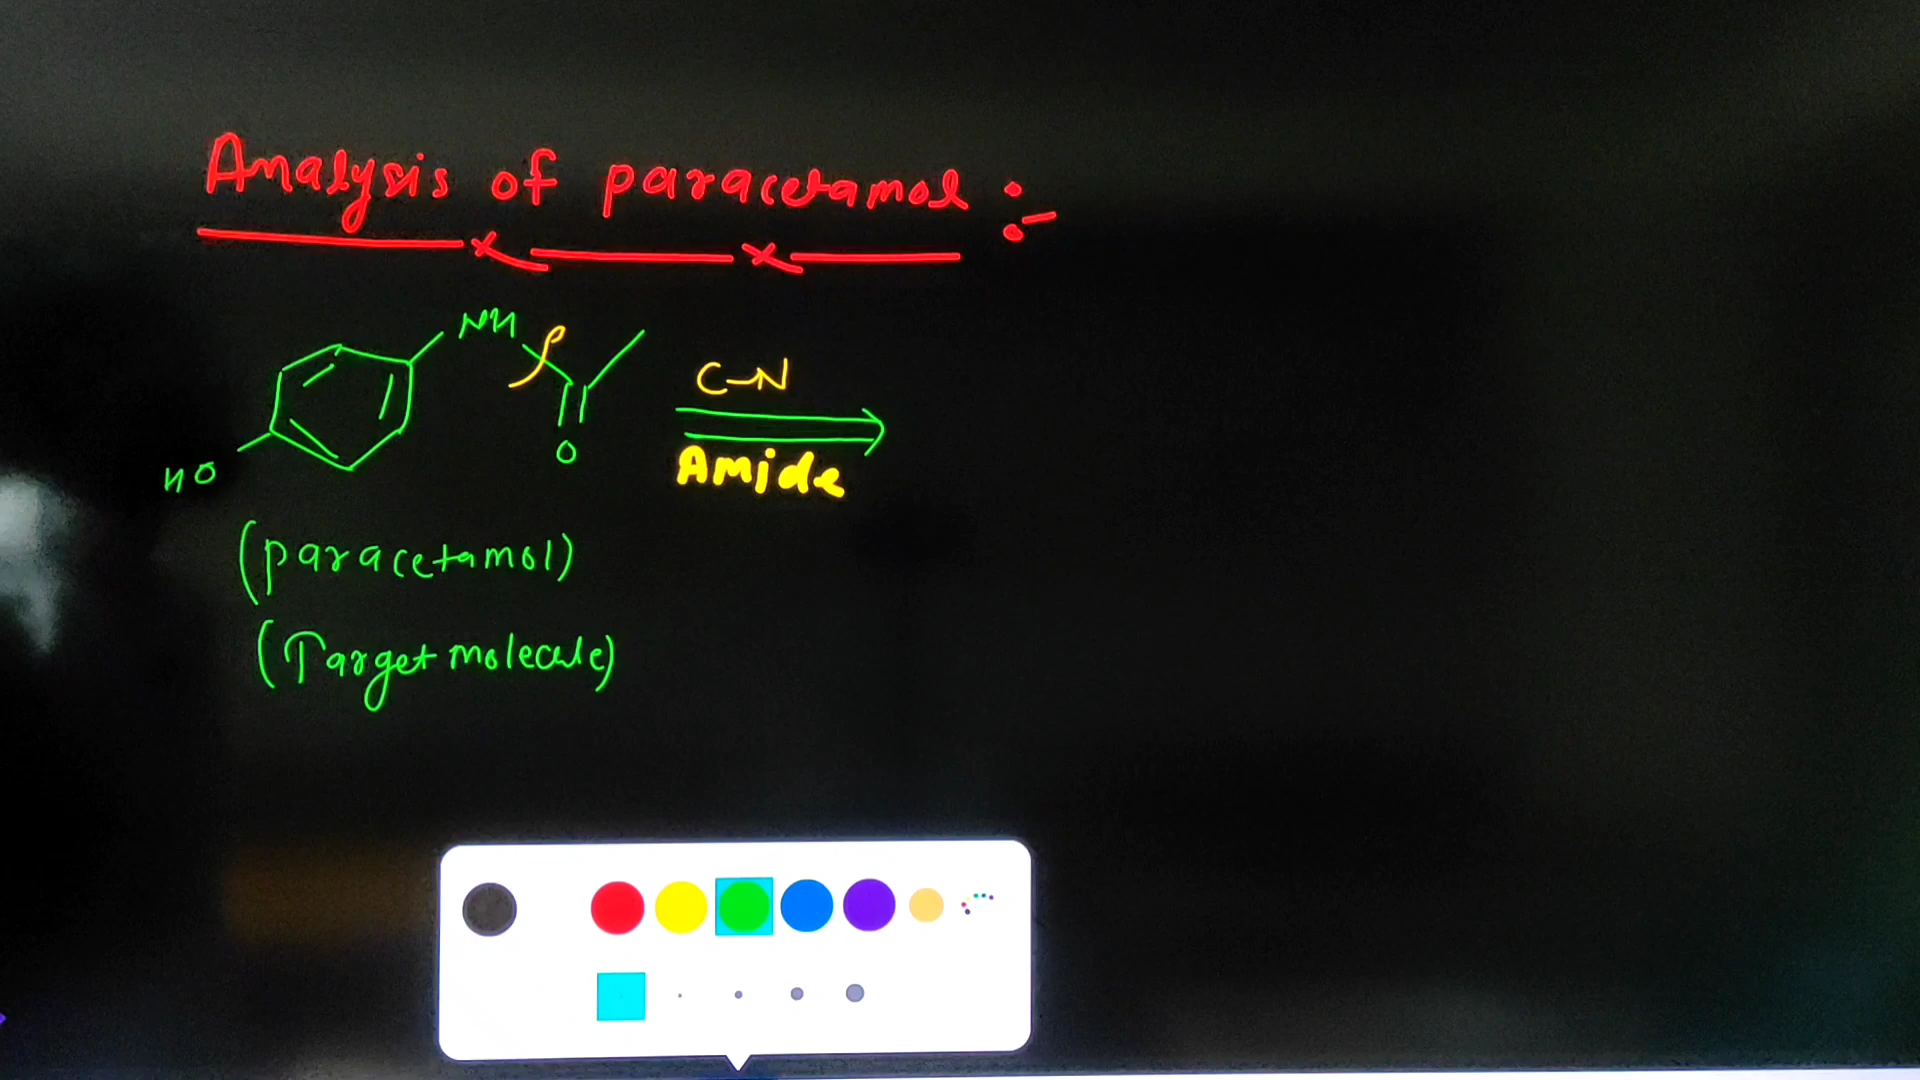 Analysis of paracetamol :-
NH
C-N
O
Amide
HO
(paracetamol)
(Target molecule)